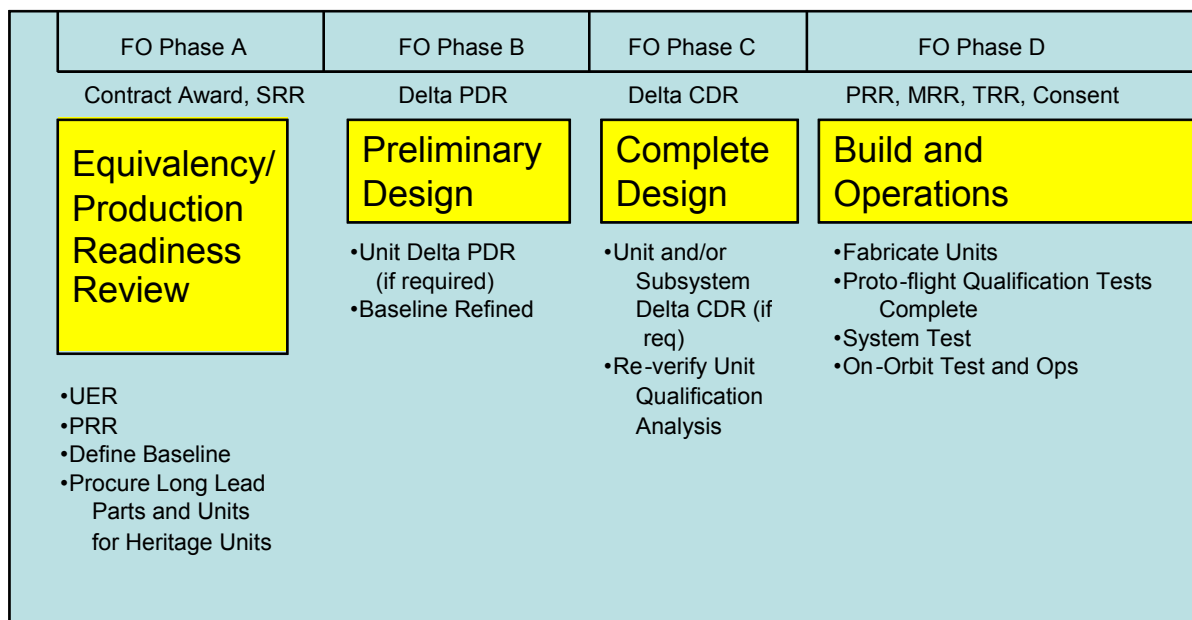 FO Phase A
FO Phase B
FO Phase C
FO Phase D
Contract Award, SRR
Delta PDR
Delta CDR
PRR, MRR, TRR, Consent
Equivalency/
Production
Readiness
Review
•UER
•PRR
•Define Baseline
•Procure Long Lead
Parts and Units
for Heritage Units
Preliminary
Design
•Unit Delta PDR
(if required)
•Baseline Refined
Complete
Design
•Unit and/or
Subsystem
Delta CDR (if
req)
•Re-verify Unit
Qualification
Analysis
Build and
Operations
•Fabricate Units
•Proto-flight Qualification Tests
Complete
•System Test
•On-Orbit Test and Ops